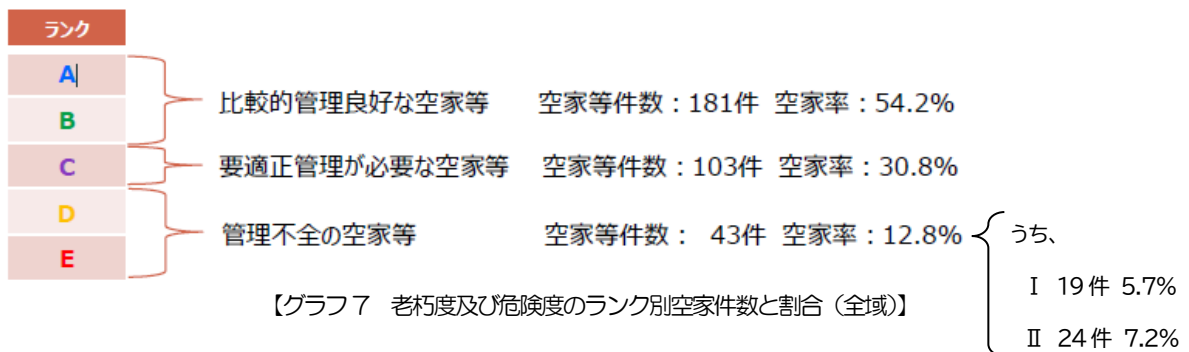 ランク
A
B
C
D
E
比較的管理良好な空家等 空家等件数：181件 空家率：54.2%
要適正管理が必要な空家等 空家等件数：103件 空家率：30.8%
管理不全の空家等 空家等件数： 43件 空家率：12.8%
うち、
Ⅰ 19件 5.7%
Ⅱ 24件 7.2%
【グラフ７ 老朽度及び危険度のランク別空家件数と割合（全域）】